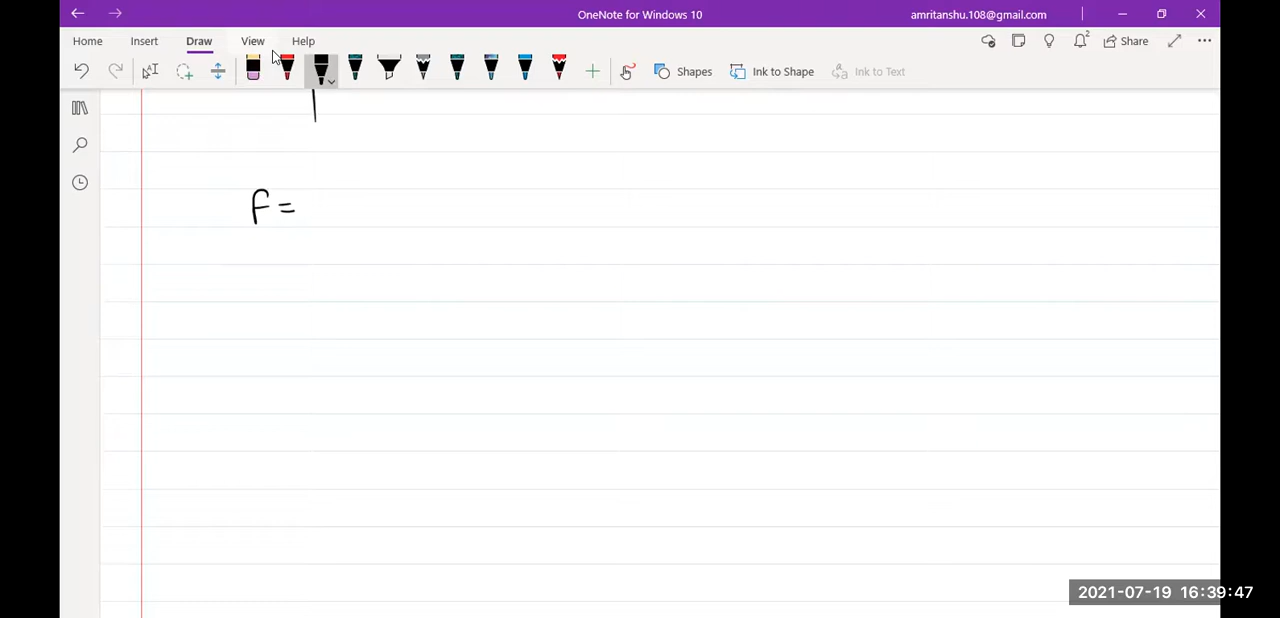 OneNote for Windows 10
amritanshu.108@gmail.com
Home Insert Draw View Help
2
Share
Shapes
Ink to Shape
Ink to Text
F =
2021-07-19 16:39:47